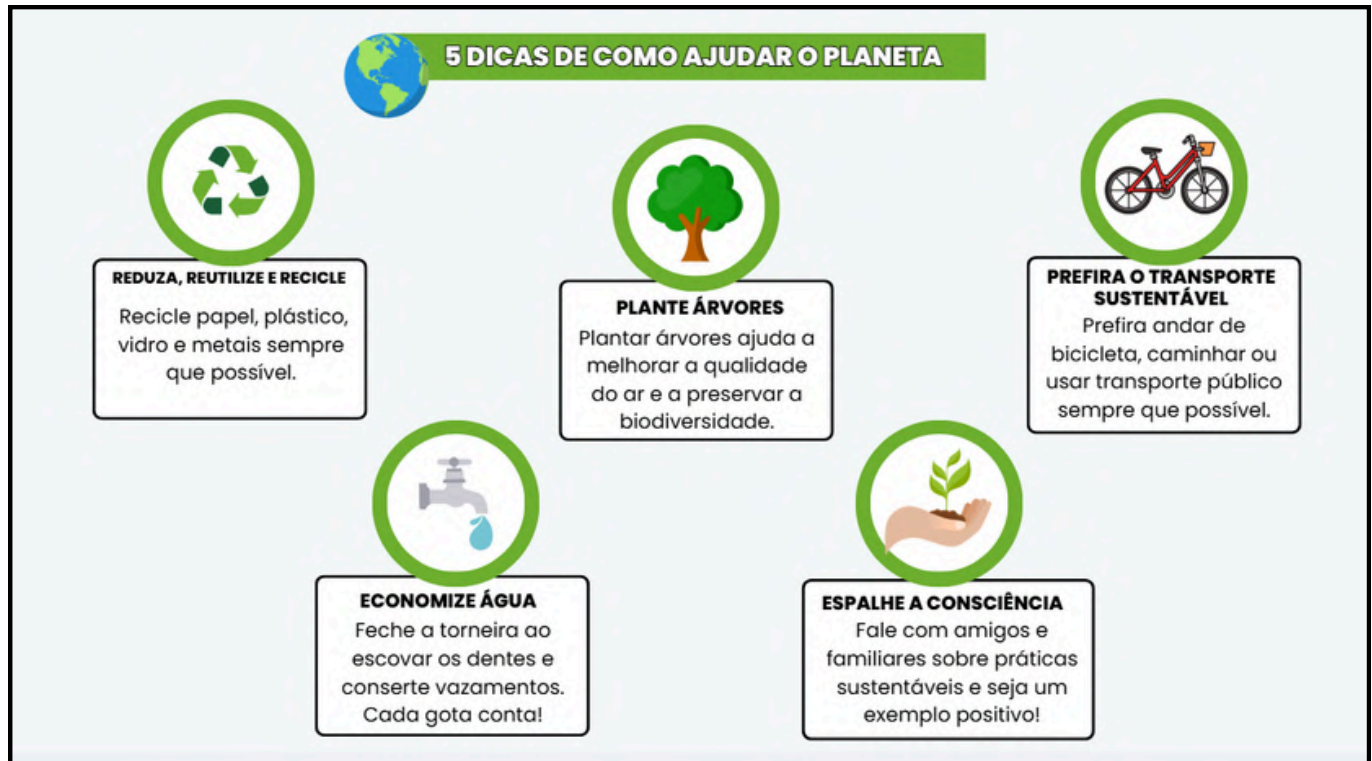 5 DICAS DE COMO AJUDAR O PLANETA
REDUZA, REUTILIZE E RECICLE
Recicle papel, plástico,
vidro e metais sempre
que possível.
PLANTE ÁRVORES
Plantar árvores ajuda a
melhorar a qualidade
do ar e a preservar a
biodiversidade.
PREFIRA O TRANSPORTE
SUSTENTÁVEL
Prefira andar de
bicicleta, caminhar ou
usar transporte público
sempre que possível.
ECONOMIZE ÁGUA
Feche a torneira ao
escovar os dentes e
conserte vazamentos.
Cada gota conta!
ESPALHE A CONSCIÊNCIA
Fale com amigos e
familiares sobre práticas
sustentáveis e seja um
exemplo positivo!